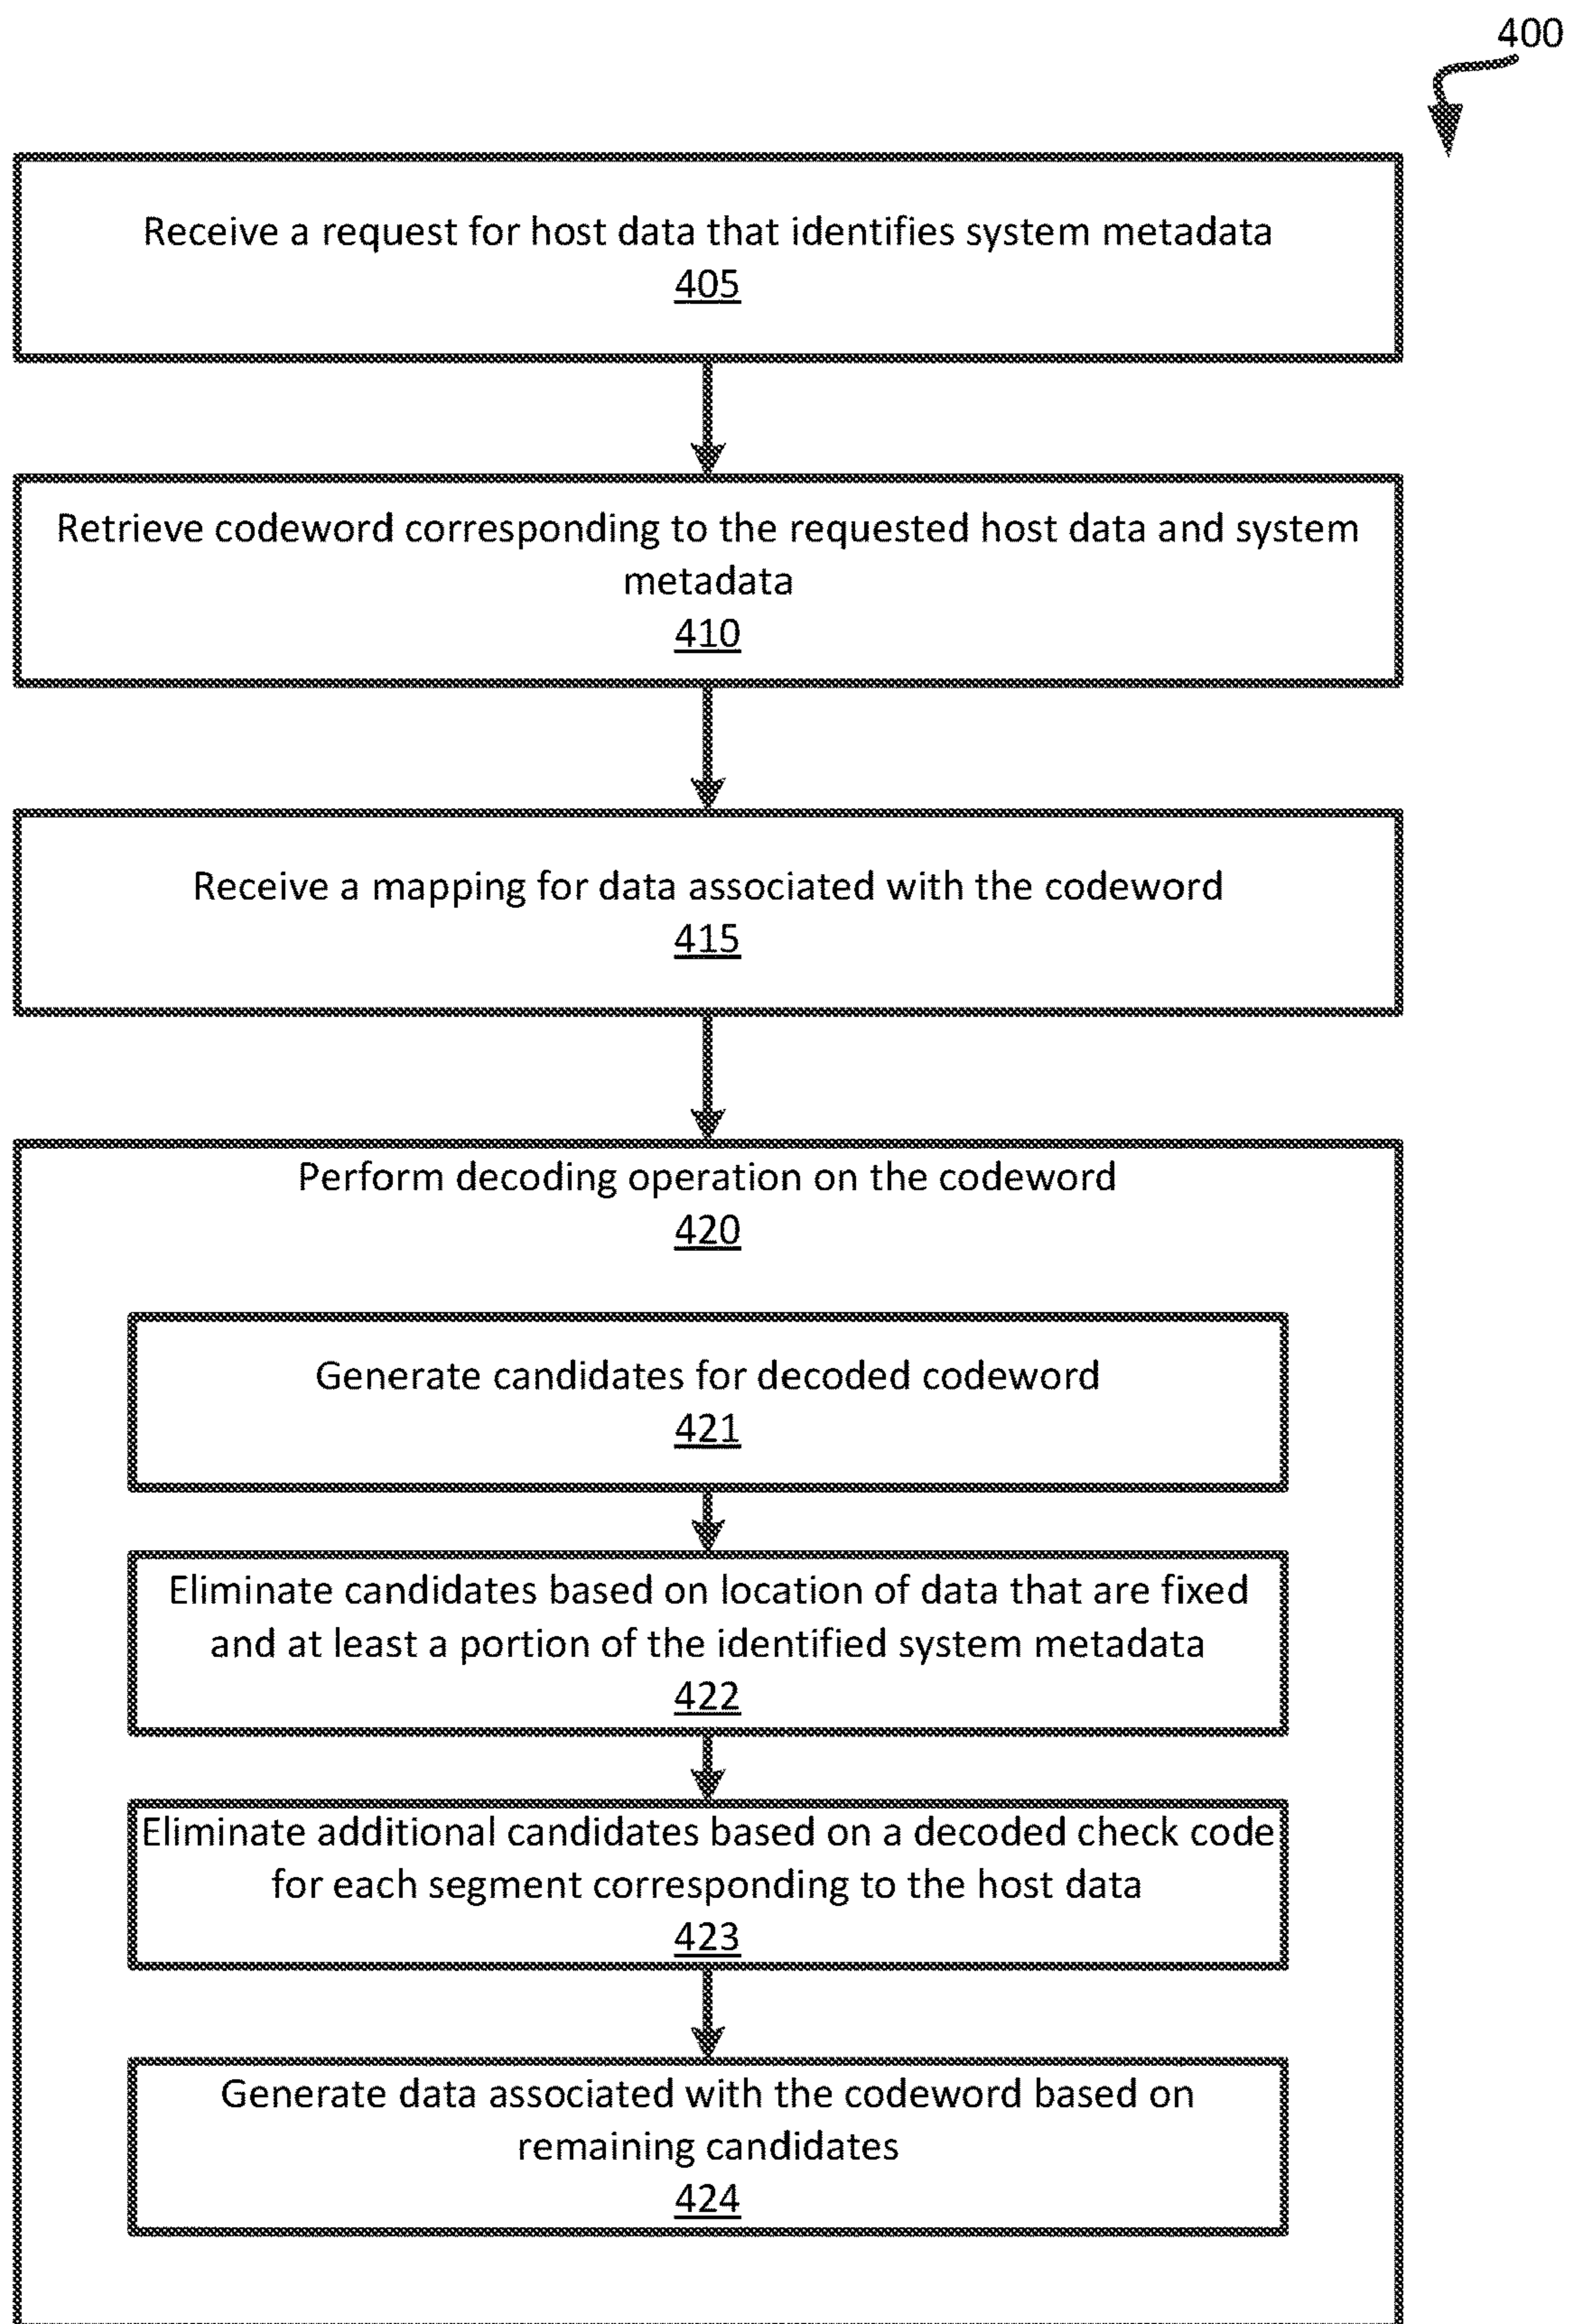 400
Receive a request for host data that identifies system metadata
405
Retrieve codeword corresponding to the requested host data and system
metadata
410
Receive a mapping for data associated with the codeword
415
Perform decoding operation on the codeword
420
Generate candidates for decoded codeword
421
Eliminate candidates based on location of data that are fixed
and at least a portion of the identified system metadata
422
Eliminate additional candidates based on a decoded check code
for each segment corresponding to the host data
423
Generate data associated with the codeword based on
remaining candidates
424